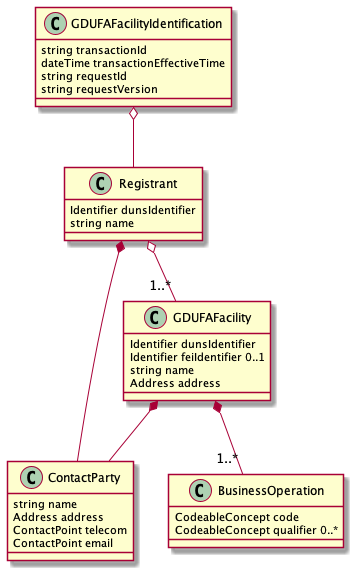 C GDUFAFacilityIdentification
string transactionId
dateTime transactionEffectiveTime
string requestId
string requestVersion
C Registrant
Identifier dunsIdentifier
string name
1..*
C GDUFAFacility
Identifier dunsIdentifier
Identifier feiIdentifier 0..1
string name
Address address
1..*
C ContactParty
string name
Address address
ContactPoint telecom
ContactPoint email
C BusinessOperation
CodeableConcept code
CodeableConcept qualifier 0..*